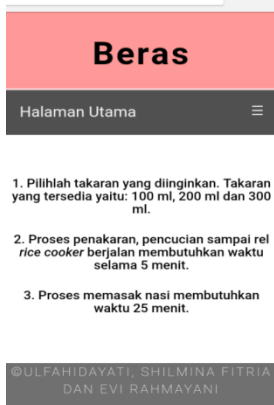 Beras
Halaman Utama
1. Pilihlah takaran yang diinginkan. Takaran
yang tersedia yaitu: 100 ml, 200 ml dan 300
ml.
2. Proses penakaran, pencucian sampai rel
rice cooker berjalan membutuhkan waktu
selama 5 menit.
3. Proses memasak nasi membutuhkan
waktu 25 menit.
©ULFAHIDAYATI, SHILMINA FITRIA
DAN EVI RAHMAYANI